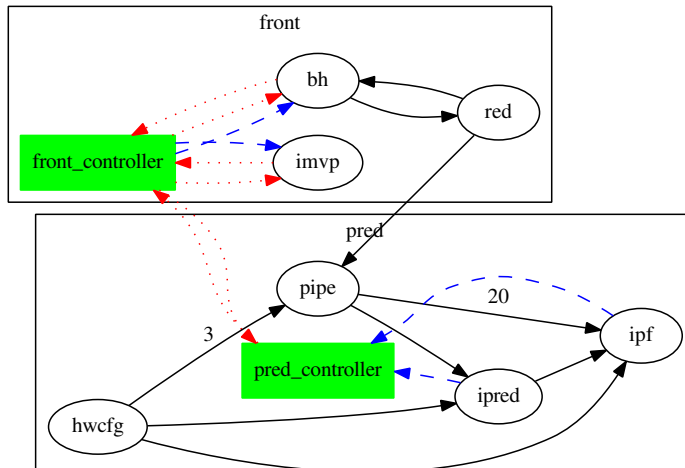 front
bh
red
front_controller
imvp
pred
pipe
20
3
ipf
pred_controller
ipred
hwcfg